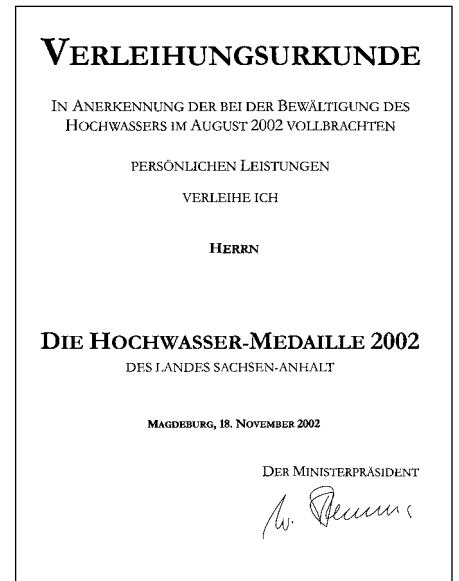 VERLEIHUNGSURKUNDE
IN ANERKENNUNG DER BEI DER BEWÄLTIGUNG DES
HOCHWASSERS IM AUGUST 2002 VOLLBRACHTEN
PERSÖNLICHEN LEISTUNGEN
VERLEIHE ICH
HERRN
DIE HOCHWASSER-MEDAILLE 2002
DES LANDES SACHSEN-ANHALT
MAGDEBURG, 18. NOVEMBER 2002
DER MINISTERPRÄSIDENT